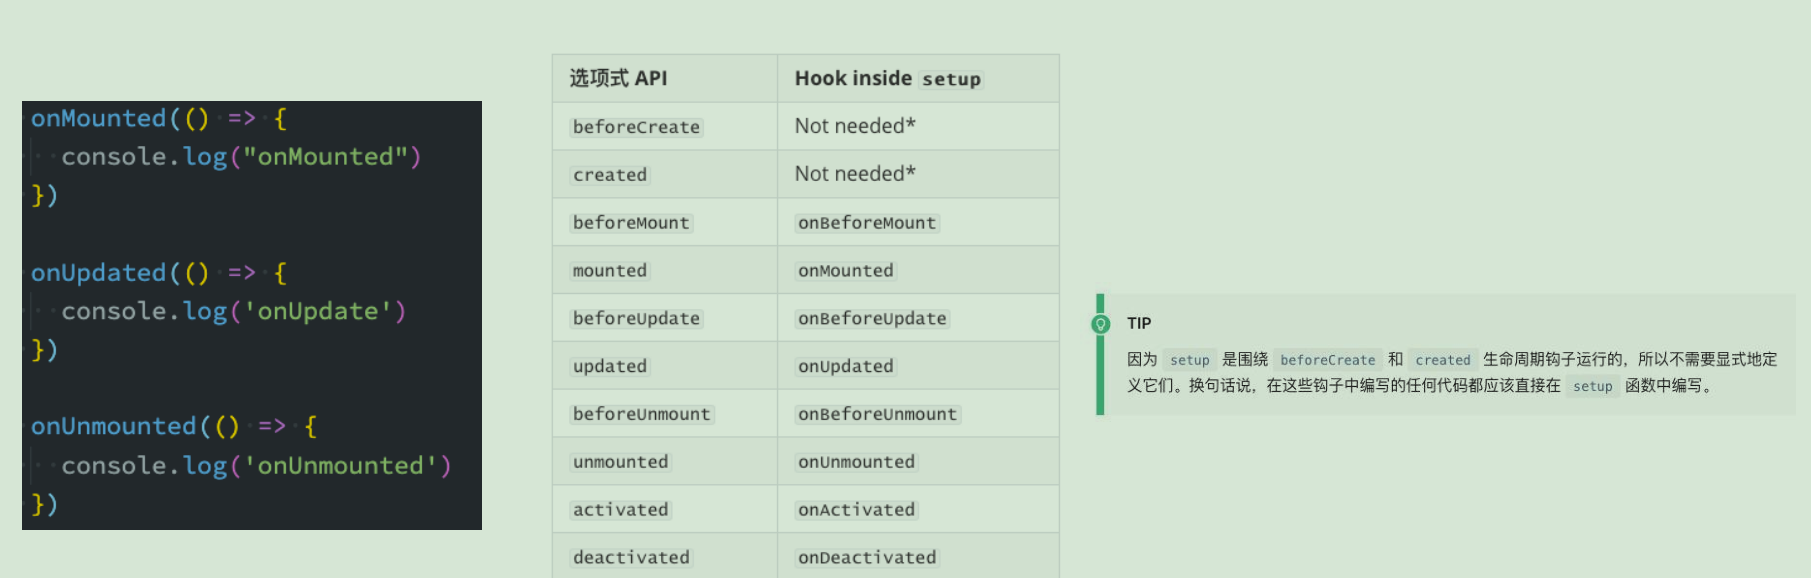 onMounted(() => {
console.log("onMounted")
})
onUpdated(() => {
console.log('onUpdate')
})
onUnmounted(() => {
console.log('onUnmounted')
})
选项式 API Hook inside setup
beforeCreate Not needed*
created Not needed*
beforeMount onBeforeMount
mounted onMounted
beforeUpdate onBeforeUpdate
updated onUpdated
beforeUnmount onBeforeUnmount
unmounted onUnmounted
activated onActivated
deactivated onDeactivated
TIP
因为 setup 是围绕 beforeCreate 和 created 生命周期钩子运行的，所以不需要显式地定
义它们。换句话说，在这些钩子中编写的任何代码都应该直接在 setup 函数中编写。